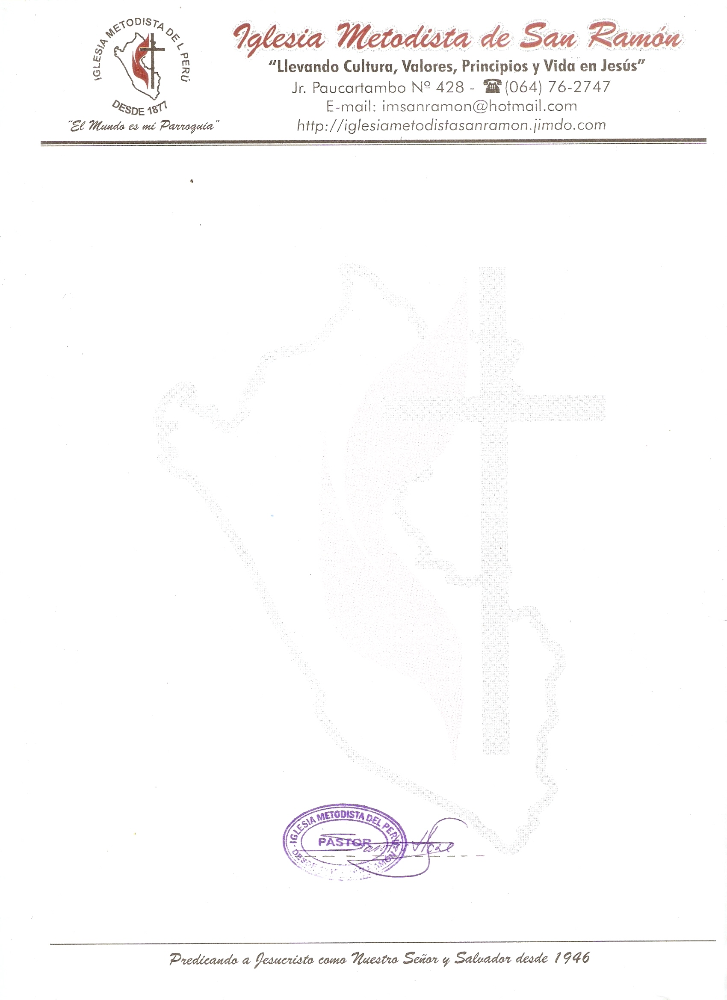 IGLESIA METODISTA DEL PERÚ
DESDE 1877
"El Mundo es mi Parroquia"
Iglesia Metodista de San Ramón
"Llevando Cultura, Valores, Principios y Vida en Jesús"
Jr. Paucartambo Nº 428 - ☎(064) 76-2747
E-mail: imsanramon@hotmail.com
http://iglesiametodistasanramon.jimdo.com
IGLESIA METODISTA DEL PERÚ
PASTOR
DESDE
Predicando a Jesucristo como Nuestro Señor y Salvador desde 1946